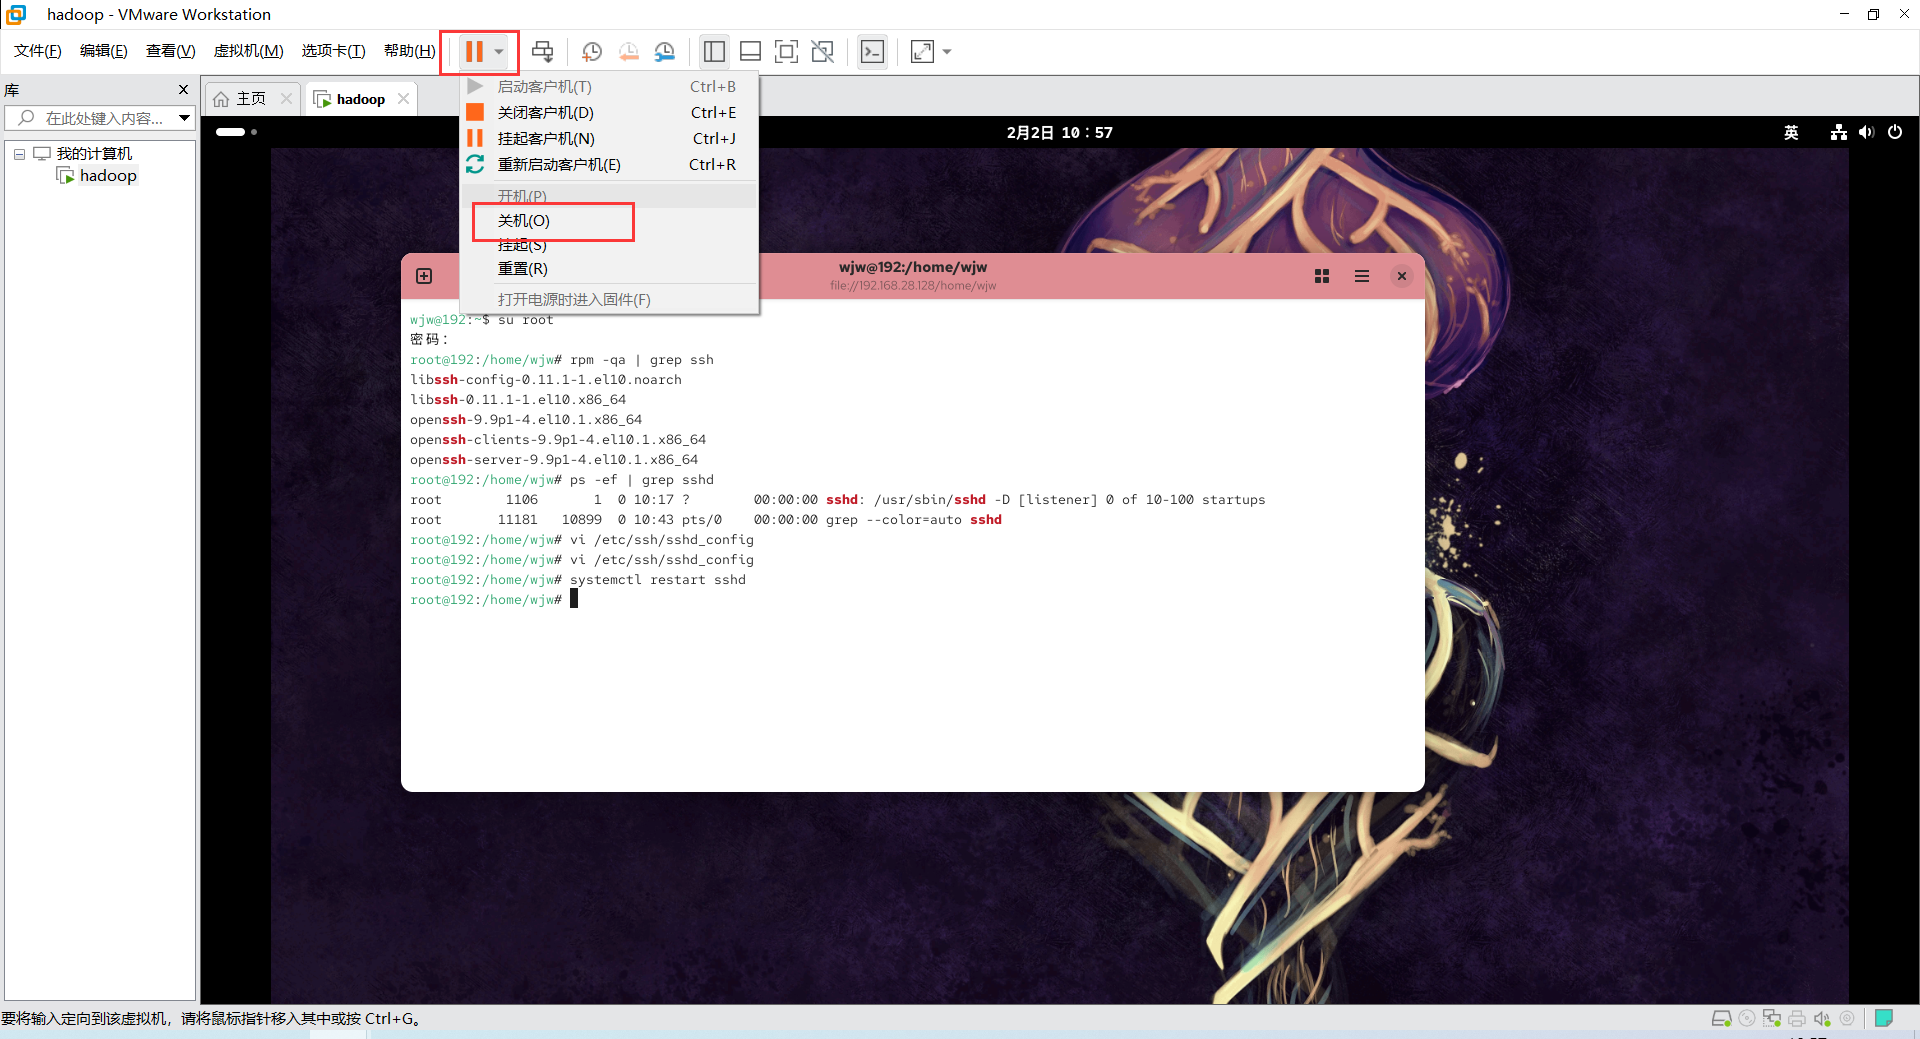 hadoop - VMware Workstation
文件(F) 编辑(E) 查看(V) 虚拟机(M) 选项卡(T) 帮助(H)
库
在此处键入内容...
我的计算机
hadoop
主页
hadoop
启动客户机(T) Ctrl+B
关闭客户机(D) Ctrl+E
挂起客户机(N) Ctrl+J
重新启动客户机(E) Ctrl+R
开机(P)
关机(O)
挂起(S)
重置(R)
打开电源时进入固件(F)
2月2日 10：57
英
wjw@192:/home/wjw
file://192.168.28.128/home/wjw
wjw@192:~$ su root
密码：
root@192:/home/wjw# rpm -qa | grep ssh
libssh-config-0.11.1-1.el10.noarch
libssh-0.11.1-1.el10.x86_64
openssh-9.9p1-4.el10.1.x86_64
openssh-clients-9.9p1-4.el10.1.x86_64
openssh-server-9.9p1-4.el10.1.x86_64
root@192:/home/wjw# ps -ef | grep sshd
root        1106       1  0 10:17 ?        00:00:00 sshd: /usr/sbin/sshd -D [listener] 0 of 10-100 startups
root       11181   10899  0 10:43 pts/0    00:00:00 grep --color=auto sshd
root@192:/home/wjw# vi /etc/ssh/sshd_config
root@192:/home/wjw# vi /etc/ssh/sshd_config
root@192:/home/wjw# systemctl restart sshd
root@192:/home/wjw#
要将输入定向到该虚拟机，请将鼠标指针移入其中或按 Ctrl+G。